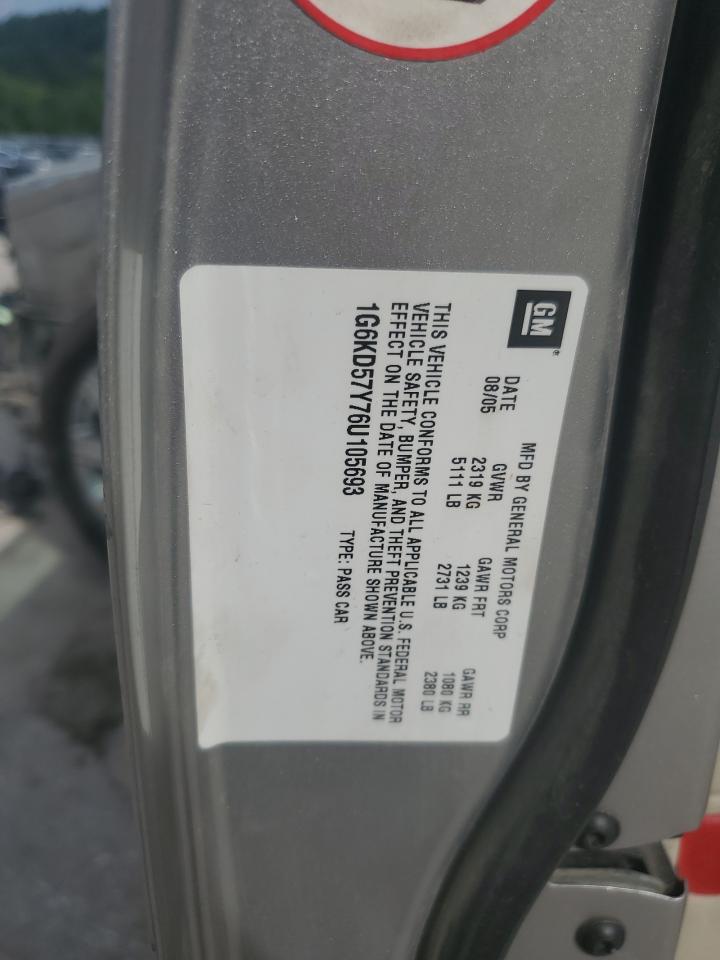 GM
MFD BY GENERAL MOTORS CORP
DATE GVWR GAWR FRT GAWR RR
08/05 2319 KG 1239 KG 1080 KG
5111 LB 2731 LB 2380 LB
THIS VEHICLE CONFORMS TO ALL APPLICABLE U.S. FEDERAL MOTOR
VEHICLE SAFETY, BUMPER, AND THEFT PREVENTION STANDARDS IN
EFFECT ON THE DATE OF MANUFACTURE SHOWN ABOVE.
1G6KD57Y76U105693 TYPE: PASS CAR